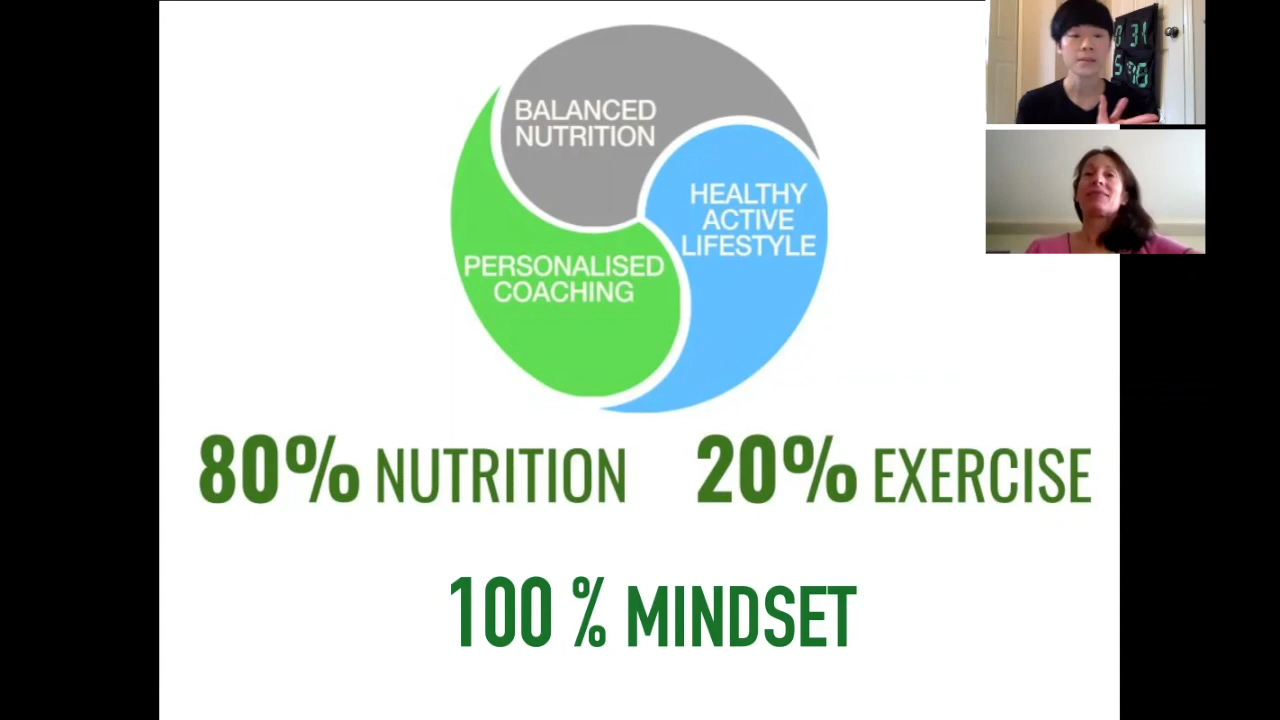 BALANCED
NUTRITION
HEALTHY
ACTIVE
LIFESTYLE
PERSONALISED
COACHING
80% NUTRITION
20% EXERCISE
100 % MINDSET